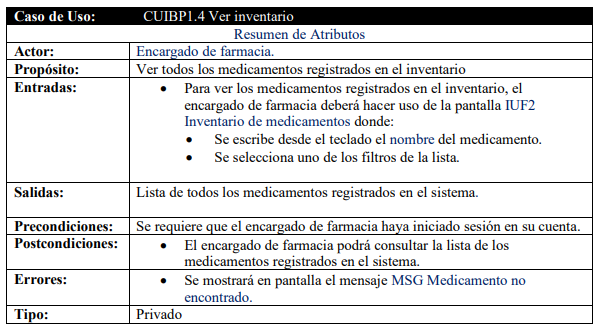 Caso de Uso: CUIBP1.4 Ver inventario
Resumen de Atributos
Actor: Encargado de farmacia.
Propósito: Ver todos los medicamentos registrados en el inventario
Entradas: • Para ver los medicamentos registrados en el inventario, el
encargado de farmacia deberá hacer uso de la pantalla IUF2
Inventario de medicamentos donde:
• Se escribe desde el teclado el nombre del medicamento.
• Se selecciona uno de los filtros de la lista.
Salidas: Lista de todos los medicamentos registrados en el sistema.
Precondiciones: Se requiere que el encargado de farmacia haya iniciado sesión en su cuenta.
Postcondiciones: • El encargado de farmacia podrá consultar la lista de los
medicamentos registrados en el sistema.
Errores: • Se mostrará en pantalla el mensaje MSG Medicamento no
encontrado.
Tipo: Privado